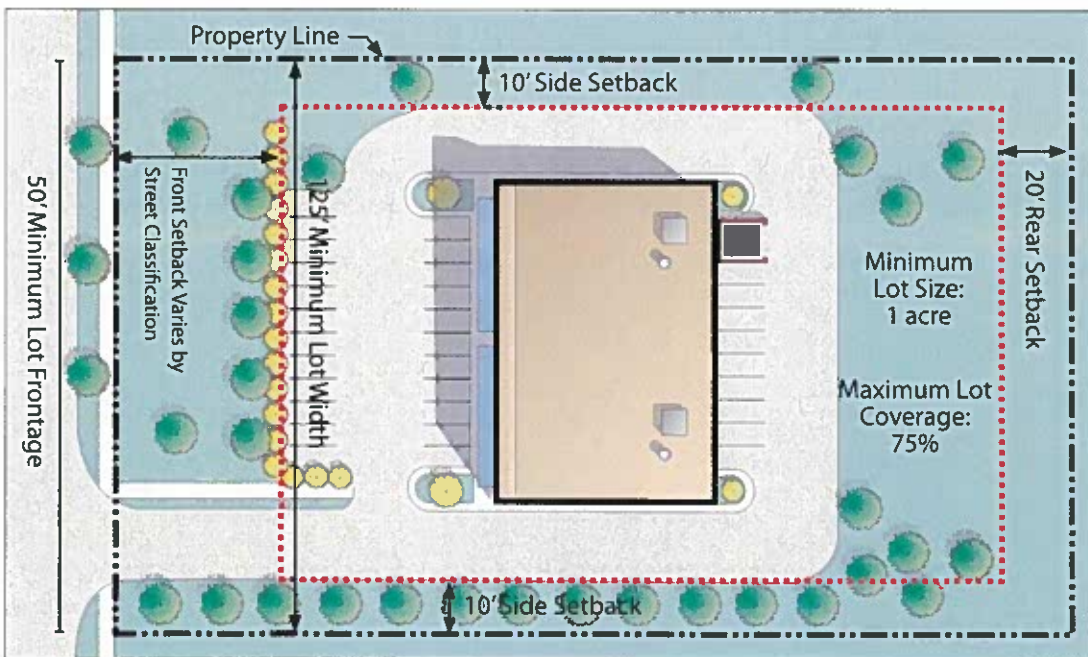 Property Line
10' Side Setback
50' Minimum Lot Frontage
Front Setback Varies by
Street Classification
125' Minimum Lot Width
20' Rear Setback
Minimum
Lot Size:
1 acre
Maximum Lot
Coverage:
75%
10' Side Setback